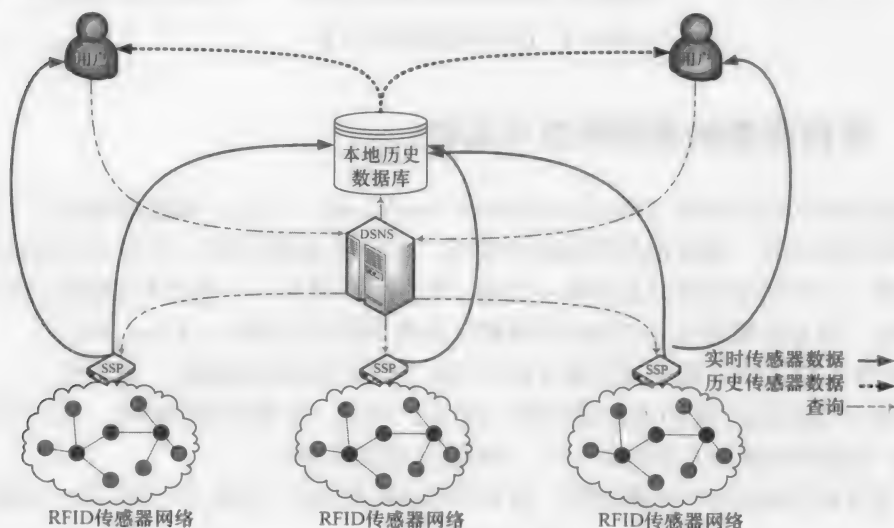 用户
用户
本地历史
数据库
DSNS
SSP
SSP
SSP
实时传感器数据
历史传感器数据
查询
RFID传感器网络
RFID传感器网络
RFID传感器网络